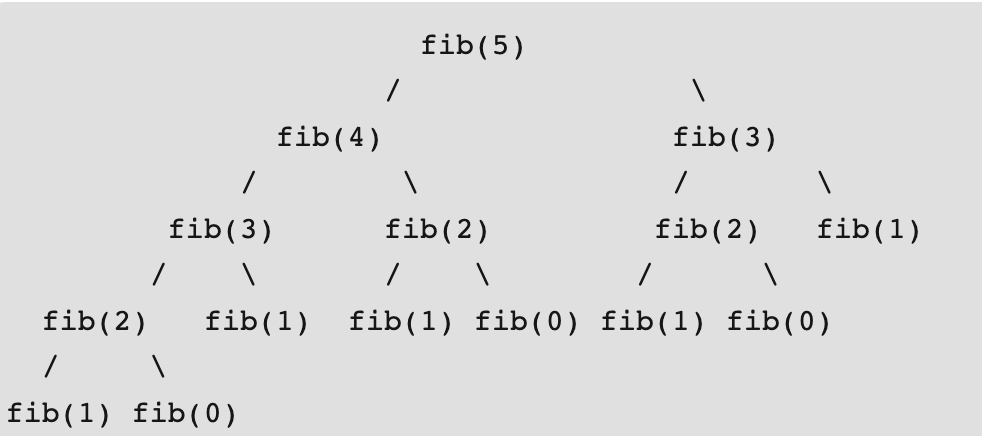 fib(5)
/ \
fib(4) fib(3)
/ \ / \
fib(3) fib(2) fib(2) fib(1)
/ \ / \ / \
fib(2) fib(1) fib(1) fib(0) fib(1) fib(0)
/ \
fib(1) fib(0)